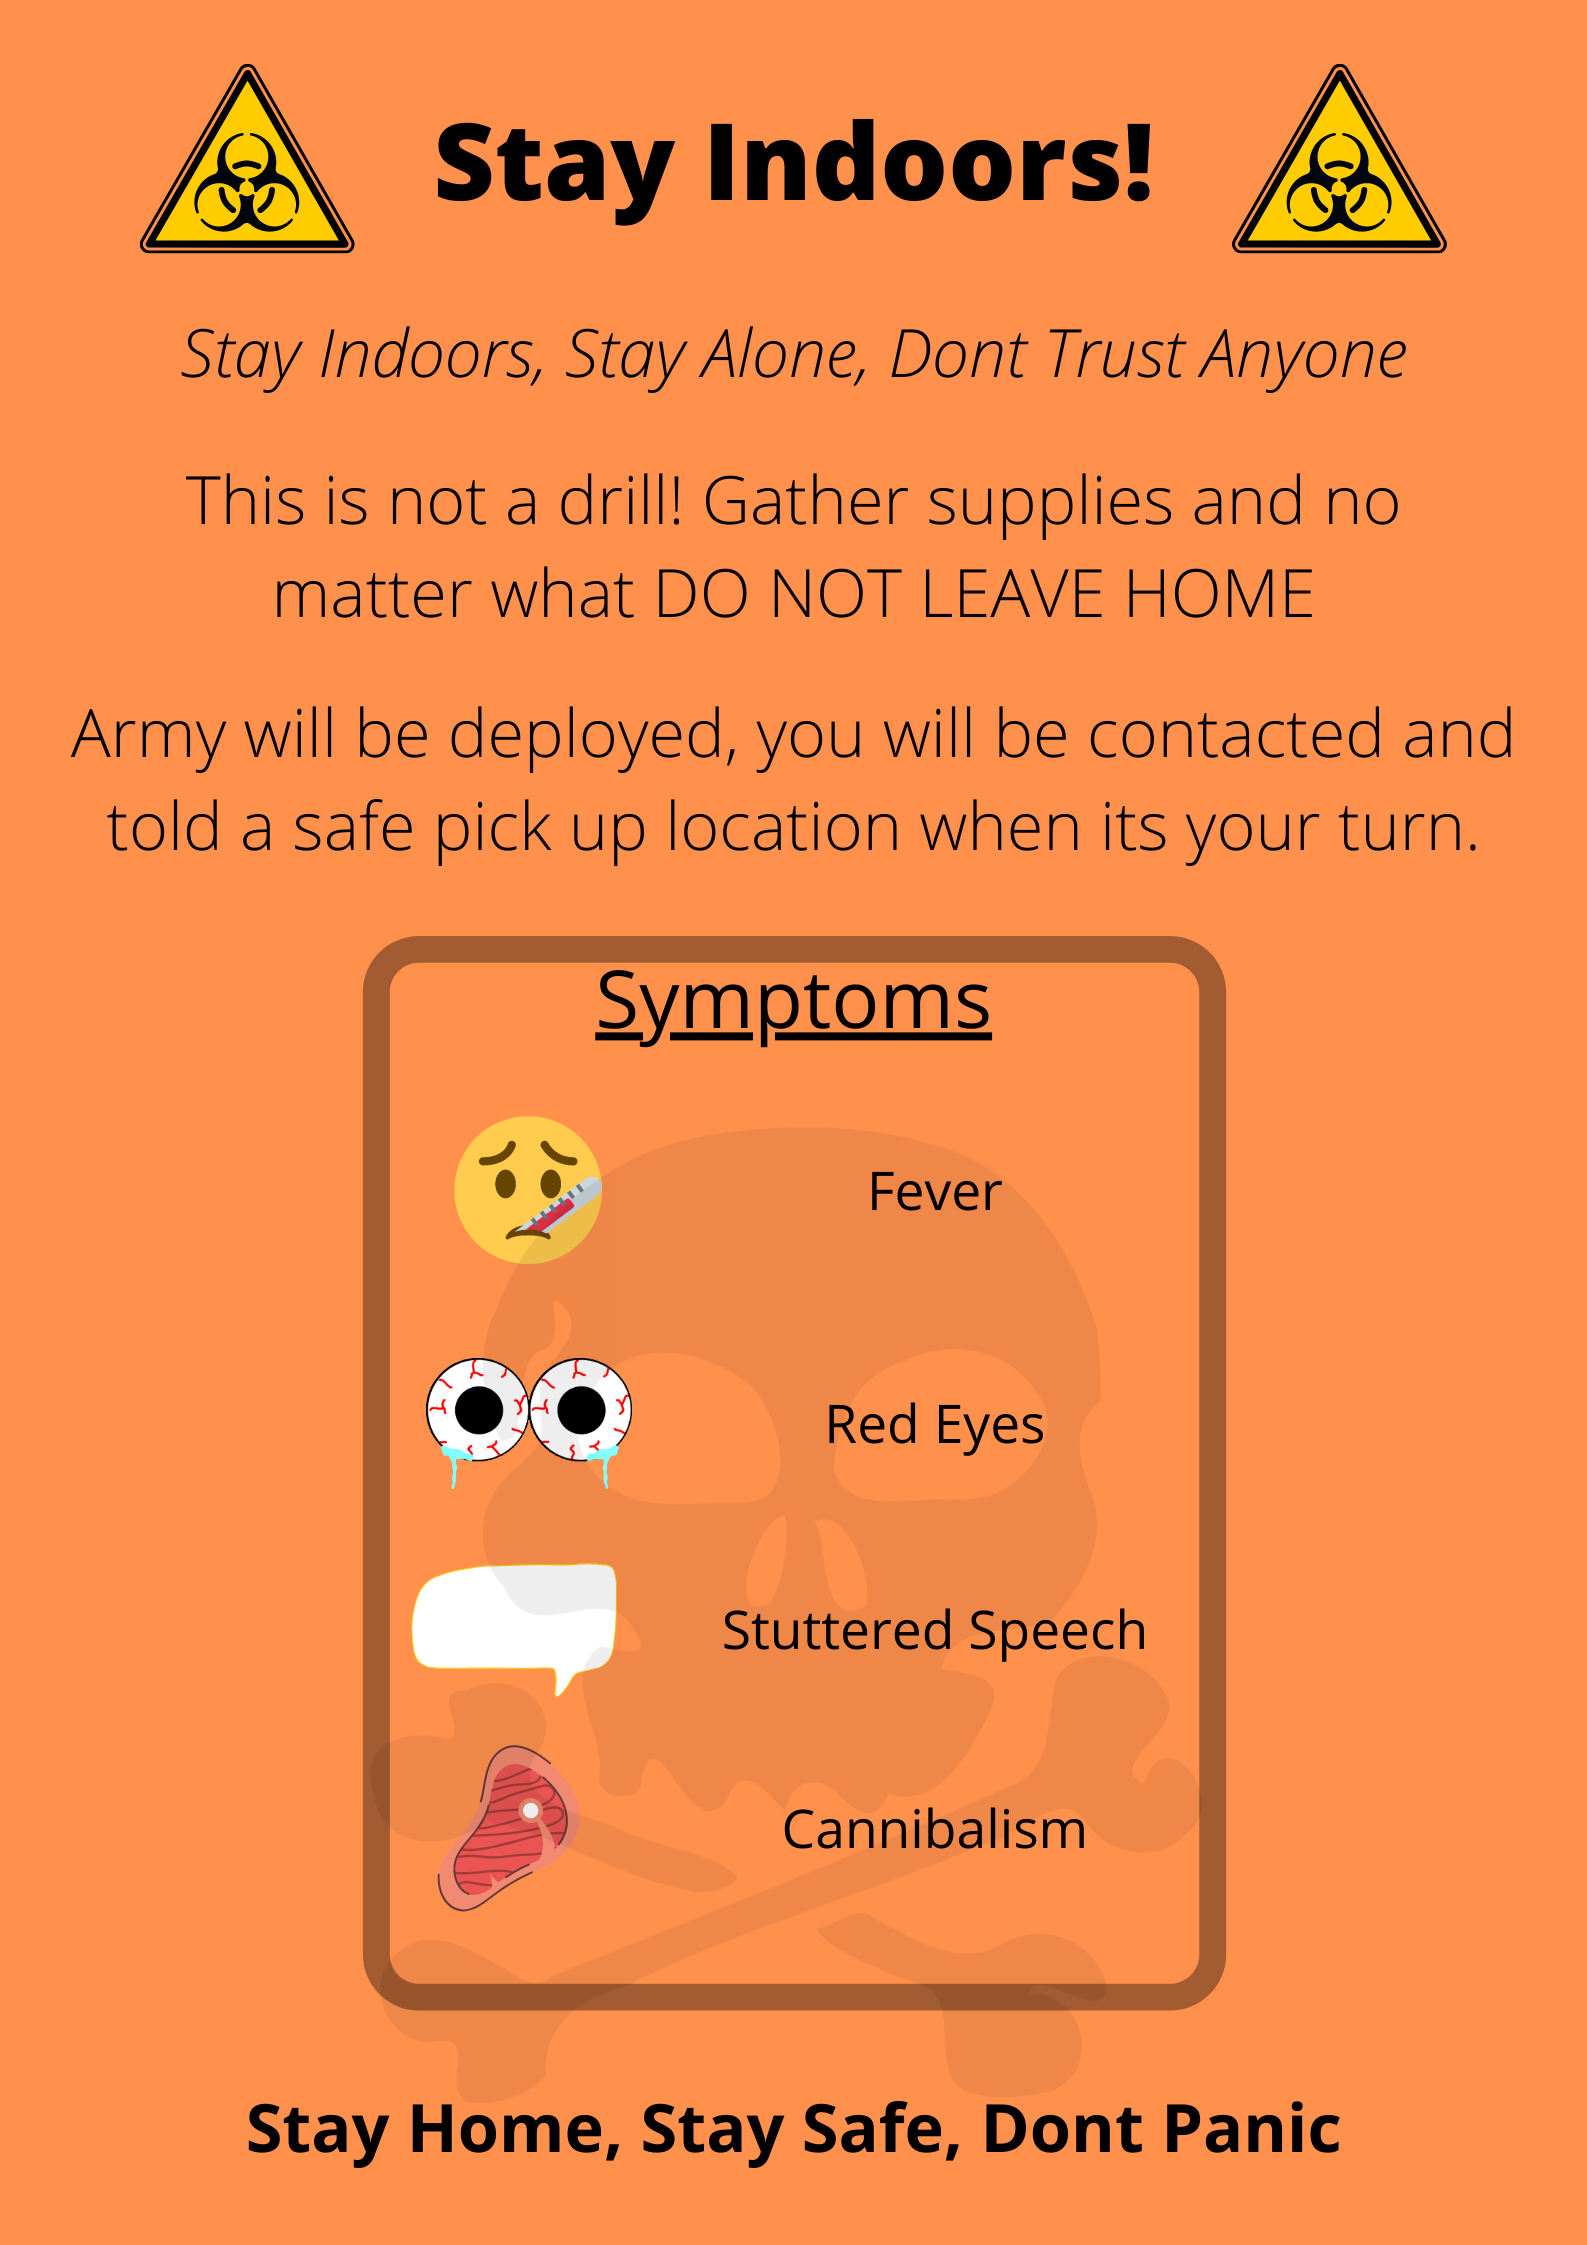 Stay Indoors!
Stay Indoors, Stay Alone, Dont Trust Anyone
This is not a drill! Gather supplies and no
matter what DO NOT LEAVE HOME
Army will be deployed, you will be contacted and
told a safe pick up location when its your turn.
Symptoms
Fever
Red Eyes
Stuttered Speech
Cannibalism
Stay Home, Stay Safe, Dont Panic